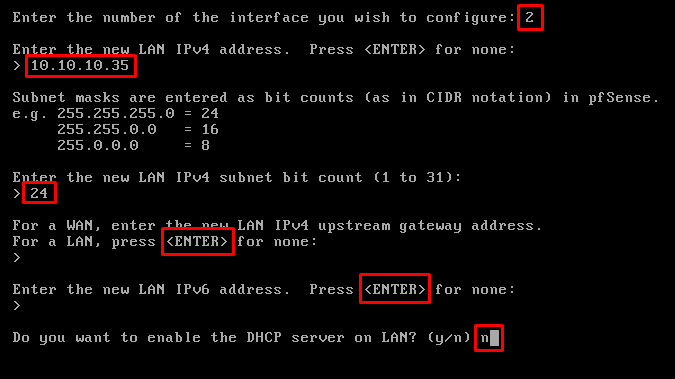 Enter the number of the interface you wish to configure: 2
Enter the new LAN IPv4 address.  Press <ENTER> for none:
> 10.10.10.35
Subnet masks are entered as bit counts (as in CIDR notation) in pfSense.
e.g. 255.255.255.0 = 24
     255.255.0.0   = 16
     255.0.0.0     = 8
Enter the new LAN IPv4 subnet bit count (1 to 31):
> 24
For a WAN, enter the new LAN IPv4 upstream gateway address.
For a LAN, press <ENTER> for none:
>
Enter the new LAN IPv6 address.  Press <ENTER> for none:
>
Do you want to enable the DHCP server on LAN? (y/n) n